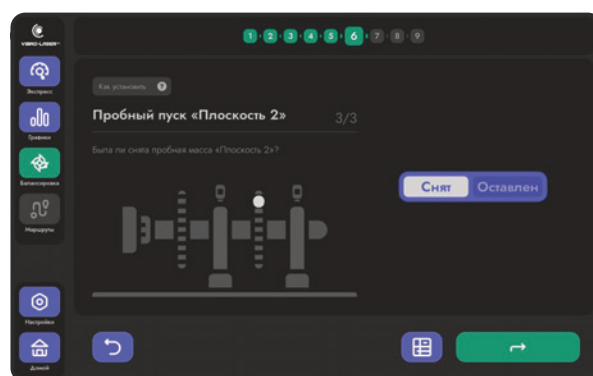 VIBRO-LASER
1 2 3 4 5 6 7 8 9
Экспресс
Графики
Балансировка
Маршруты
Настройки
Домой
Как установить ?
Пробный пуск «Плоскость 2» 3/3
Была ли снята пробная масса «Плоскость 2»?
Снят Оставлен